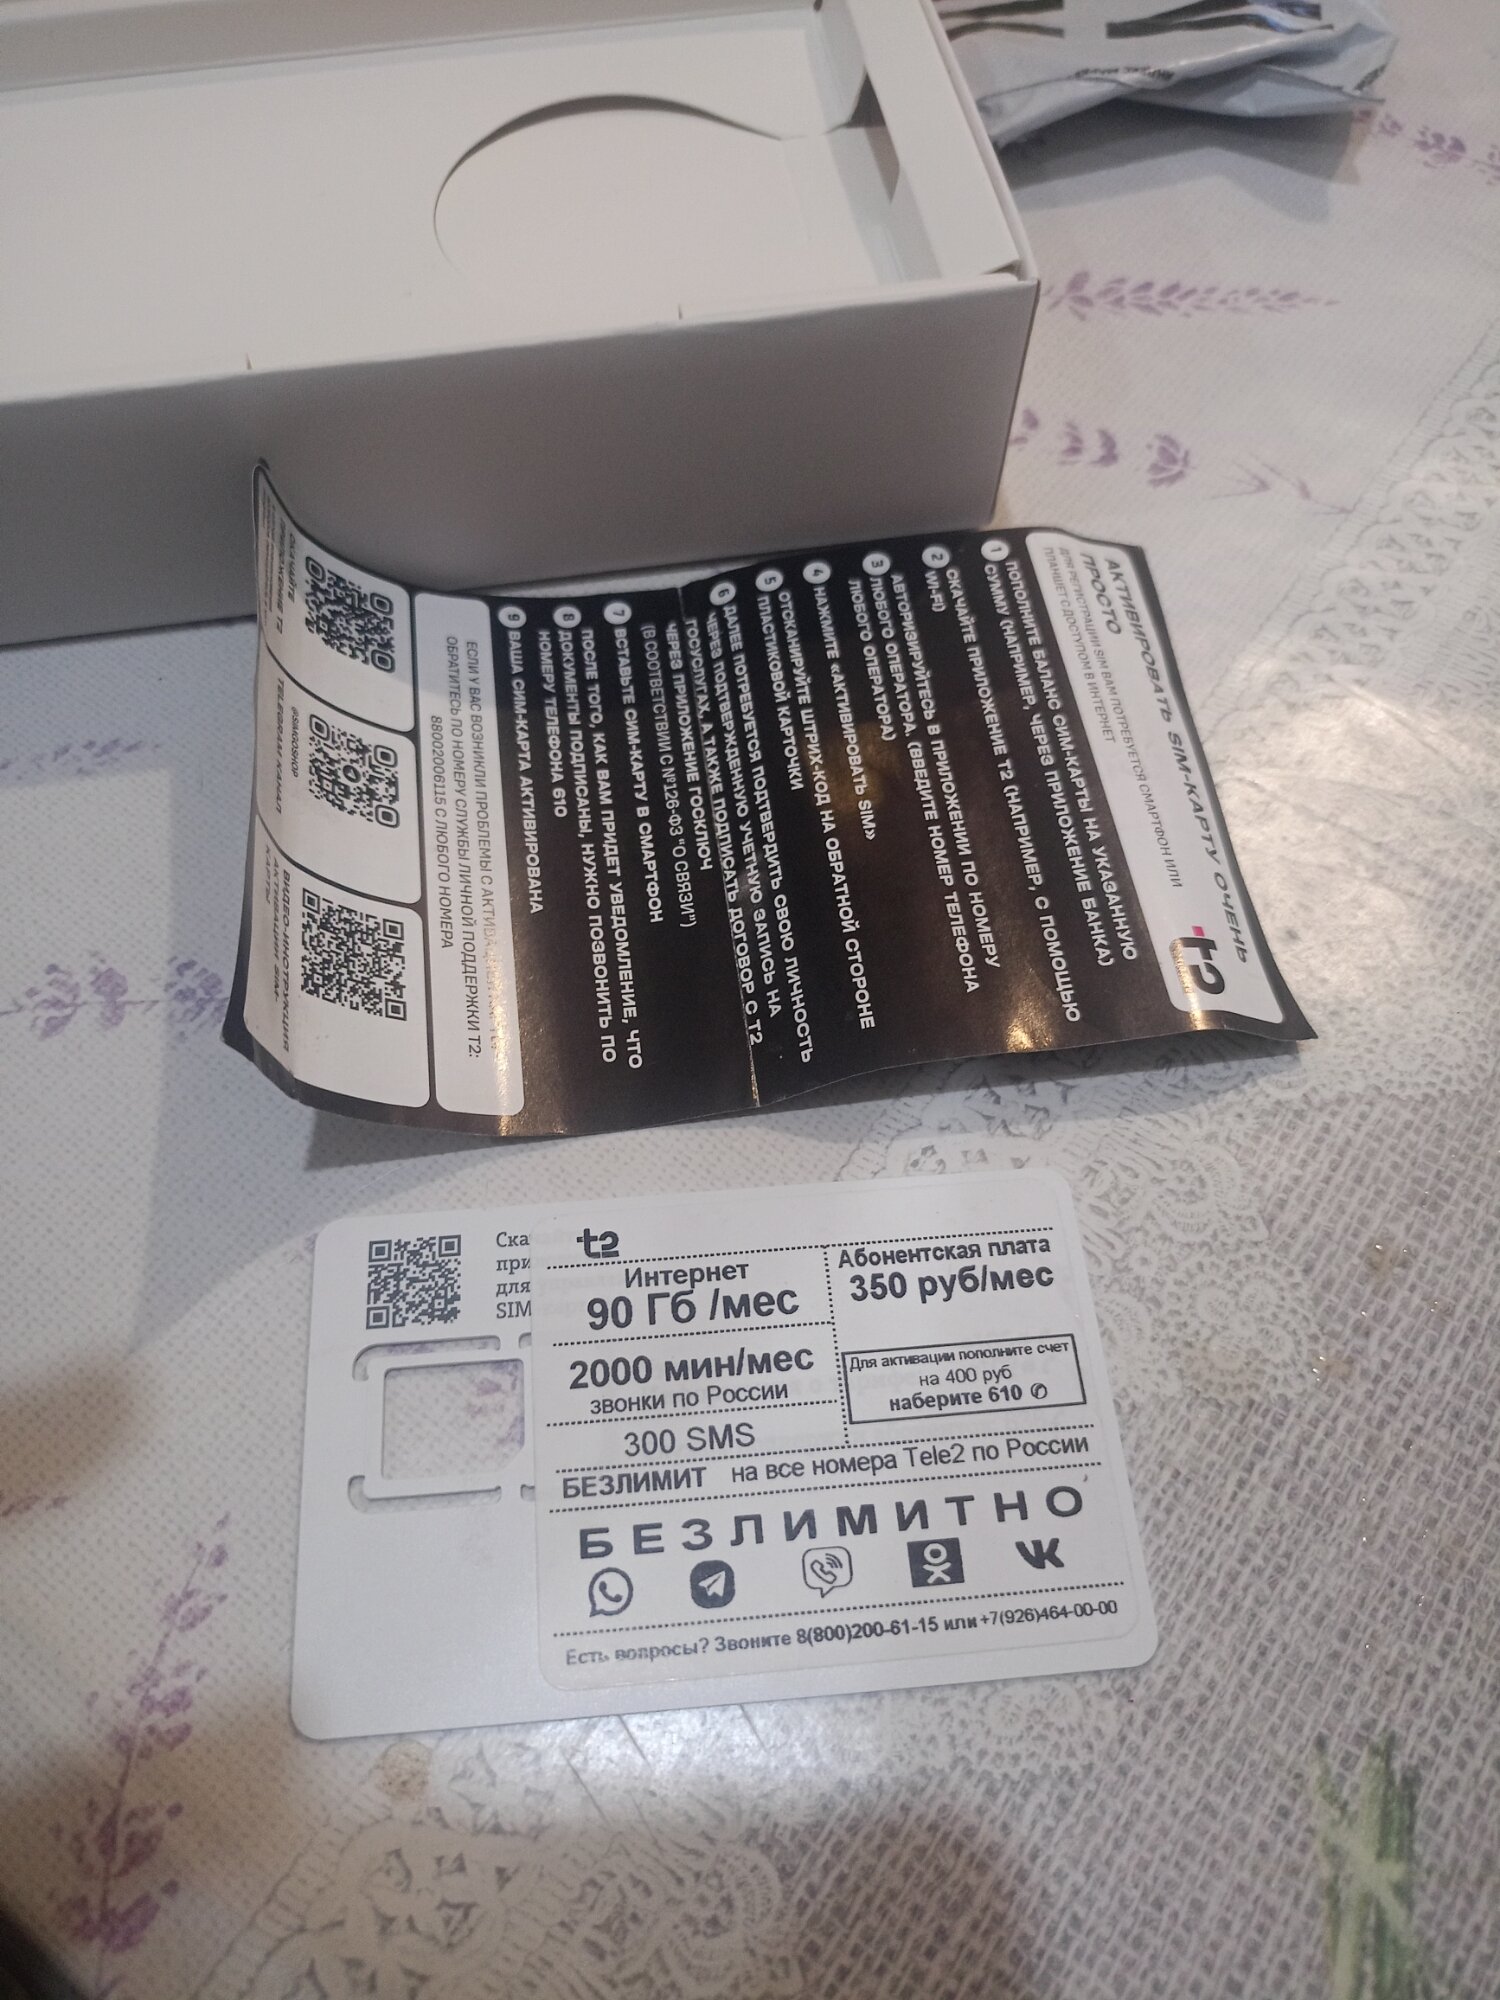 АКТИВИРОВАТЬ SIM-КАРТУ ОЧЕНЬ
ПРОСТО
ДЛЯ РЕГИСТРАЦИИ SIM ВАМ ПОТРЕБУЕТСЯ СМАРТФОН ИЛИ
ПЛАНШЕТ С ДОСТУПОМ В ИНТЕРНЕТ
t2
1 ПОПОЛНИТЕ БАЛАНС СИМ-КАРТЫ НА УКАЗАННУЮ
СУММУ (НАПРИМЕР, ЧЕРЕЗ ПРИЛОЖЕНИЕ БАНКА)
2 СКАЧАЙТЕ ПРИЛОЖЕНИЕ Т2 (НАПРИМЕР, С ПОМОЩЬЮ
WI-FI)
3 АВТОРИЗИРУЙТЕСЬ В ПРИЛОЖЕНИИ ПО НОМЕРУ
ЛЮБОГО ОПЕРАТОРА. (ВВЕДИТЕ НОМЕР ТЕЛЕФОНА
ЛЮБОГО ОПЕРАТОРА)
4 НАЖМИТЕ «АКТИВИРОВАТЬ SIM»
5 ОТСКАНИРУЙТЕ ШТРИХ-КОД НА ОБРАТНОЙ СТОРОНЕ
ПЛАСТИКОВОЙ КАРТОЧКИ
6 ДАЛЕЕ ПОТРЕБУЕТСЯ ПОДТВЕРДИТЬ СВОЮ ЛИЧНОСТЬ
ЧЕРЕЗ ПОДТВЕРЖДЕННУЮ УЧЕТНУЮ ЗАПИСЬ НА
ГОСУСЛУГАХ, А ТАКЖЕ ПОДПИСАТЬ ДОГОВОР С Т2
ЧЕРЕЗ ПРИЛОЖЕНИЕ ГОСКЛЮЧ
(В СООТВЕТСТВИИ С №126-ФЗ "О СВЯЗИ")
7 ВСТАВЬТЕ СИМ-КАРТУ В СМАРТФОН
8 ПОСЛЕ ТОГО, КАК ВАМ ПРИДЕТ УВЕДОМЛЕНИЕ, ЧТО
ДОКУМЕНТЫ ПОДПИСАНЫ, НУЖНО ПОЗВОНИТЬ ПО
НОМЕРУ ТЕЛЕФОНА 610
9 ВАША СИМ-КАРТА АКТИВИРОВАНА
ЕСЛИ У ВАС ВОЗНИКЛИ ПРОБЛЕМЫ С
ОБРАТИТЕСЬ ПО НОМЕРУ СЛУЖБЫ ЛИЧНОЙ ПОДДЕРЖКИ Т2:
88002006115 С ЛЮБОГО НОМЕРА
СКАЧАЙТЕ
ПРИЛОЖЕНИЕ T2
TELEGRAM КАНАЛ
@SIMGOSHOP
ВИДЕО-ИНСТРУКЦИЯ
АКТИВАЦИИ SIM-
КАРТЫ
Ска
при
для
SIM
t2
Интернет
90 Гб /мес
2000 мин/мес
звонки по России
300 SMS
Абонентская плата
350 руб/мес
Для активации пополните счет
на 400 руб
наберите 610 ✆
БЕЗЛИМИТ на все номера Tele2 по России
БЕЗЛИМИТНО
Есть вопросы? Звоните 8(800)200-61-15 или +7(926)464-00-00